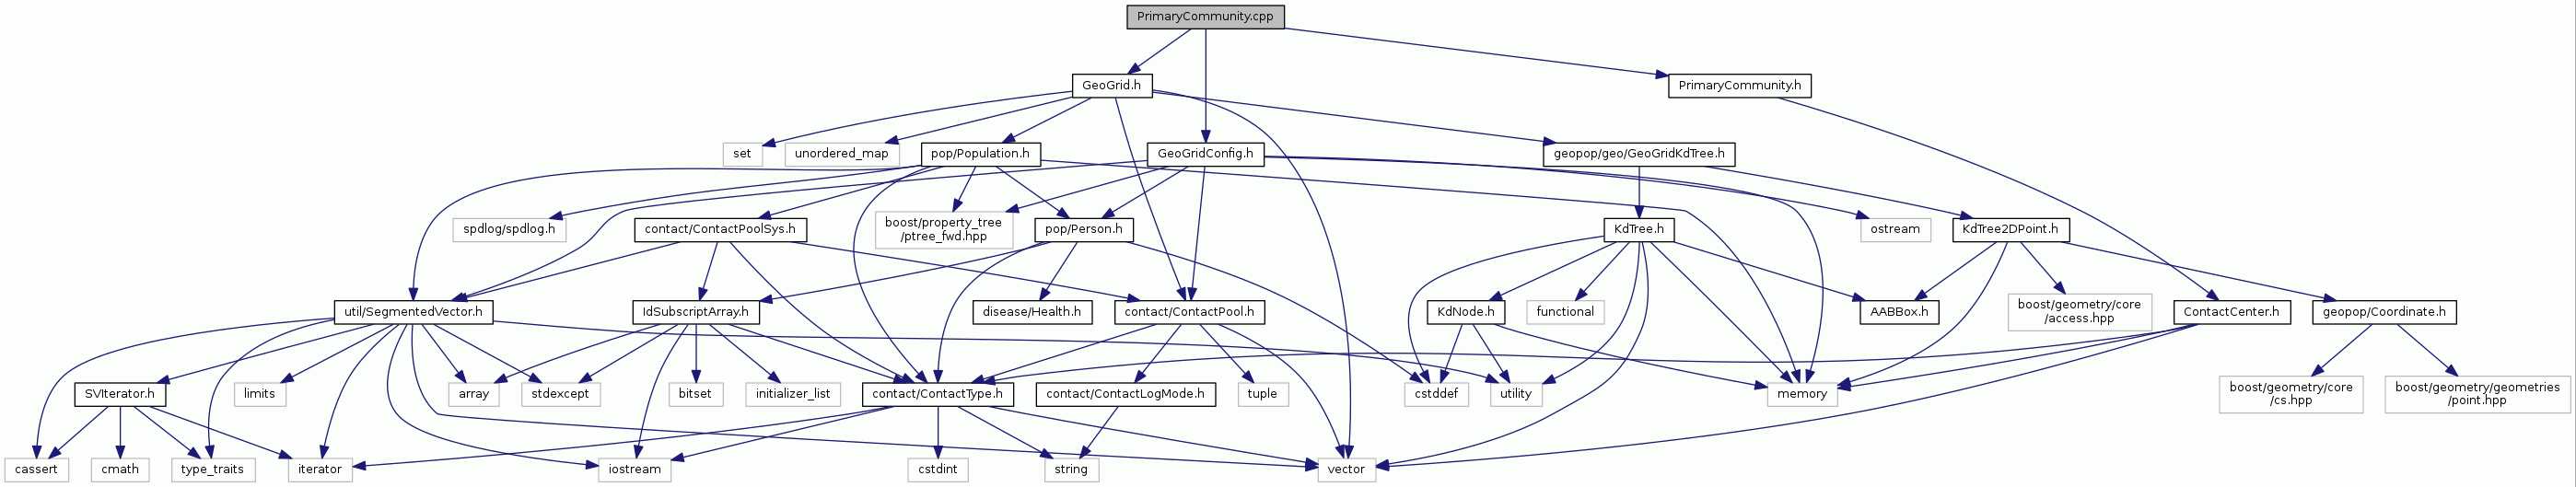 PrimaryCommunity.cpp
GeoGrid.h
PrimaryCommunity.h
set
unordered_map
pop/Population.h
GeoGridConfig.h
geopop/geo/GeoGridKdTree.h
spdlog/spdlog.h
contact/ContactPoolSys.h
boost/property_tree
/ptree_fwd.hpp
pop/Person.h
KdTree.h
ostream
KdTree2DPoint.h
util/SegmentedVector.h
IdSubscriptArray.h
disease/Health.h
contact/ContactPool.h
KdNode.h
functional
AABBox.h
boost/geometry/core
/access.hpp
ContactCenter.h
geopop/Coordinate.h
SVIterator.h
limits
array
stdexcept
bitset
initializer_list
contact/ContactType.h
contact/ContactLogMode.h
tuple
cstddef
utility
memory
boost/geometry/core
/cs.hpp
boost/geometry/geometries
/point.hpp
cassert
cmath
type_traits
iterator
iostream
cstdint
string
vector